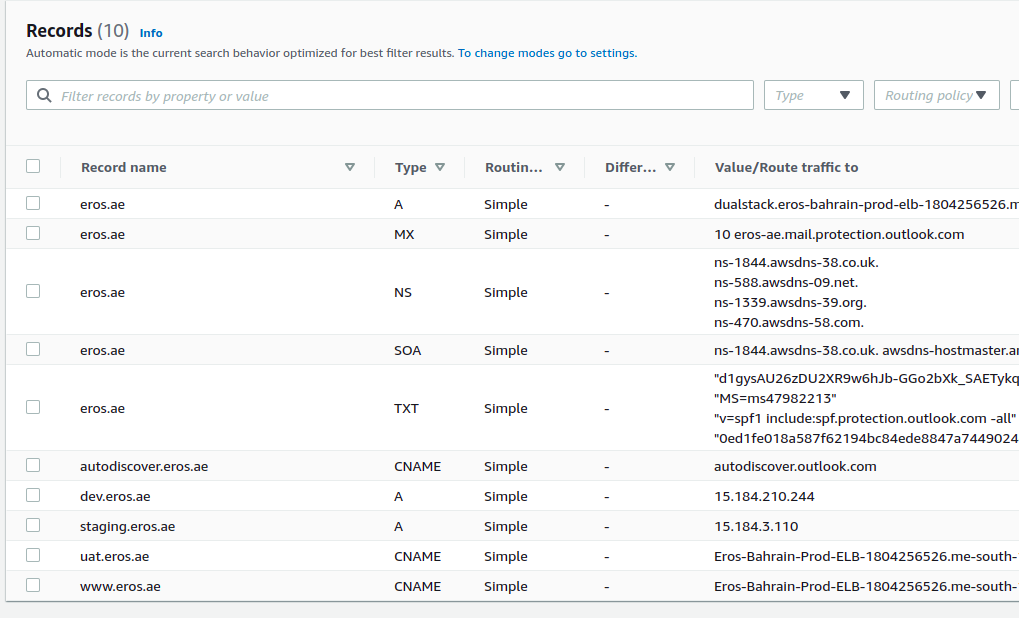 Records (10) Info
Automatic mode is the current search behavior optimized for best filter results. To change modes go to settings.
Filter records by property or value Type Routing policy
Record name Type Routin... Differ... Value/Route traffic to
eros.ae A Simple - dualstack.eros-bahrain-prod-elb-1804256526.m
eros.ae MX Simple - 10 eros-ae.mail.protection.outlook.com
ns-1844.awsdns-38.co.uk.
ns-588.awsdns-09.net.
eros.ae NS Simple -
ns-1339.awsdns-39.org.
ns-470.awsdns-58.com.
eros.ae SOA Simple - ns-1844.awsdns-38.co.uk. awsdns-hostmaster.a
"d1gysAU26zDU2XR9w6hJb-GGo2bXk_SAETykq
"MS=ms47982213"
eros.ae TXT Simple -
"v=spf1 include:spf.protection.outlook.com -all"
"0ed1fe018a587f62194bc84ede8847a7449024
autodiscover.eros.ae CNAME Simple - autodiscover.outlook.com
dev.eros.ae A Simple - 15.184.210.244
staging.eros.ae A Simple - 15.184.3.110
uat.eros.ae CNAME Simple - Eros-Bahrain-Prod-ELB-1804256526.me-south-
www.eros.ae CNAME Simple - Eros-Bahrain-Prod-ELB-1804256526.me-south-